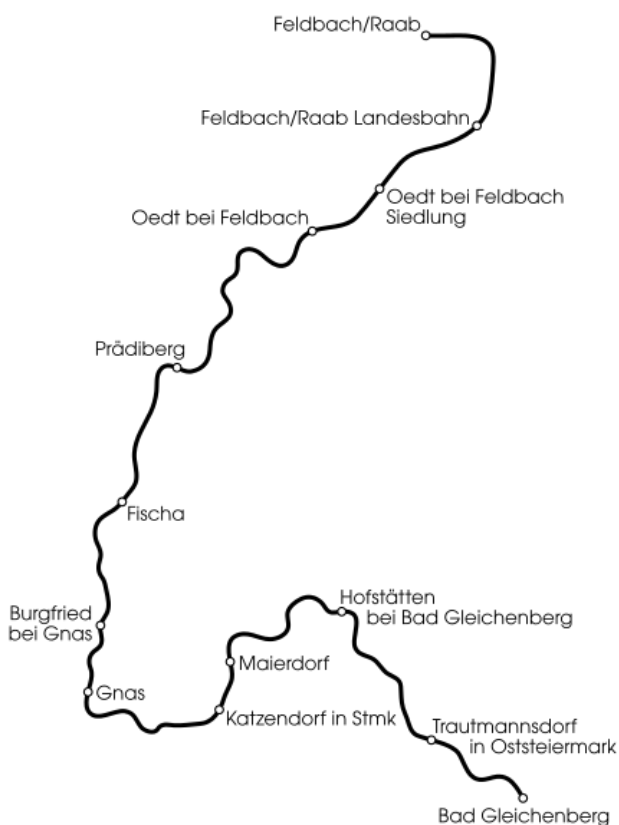 Feldbach/Raab
Feldbach/Raab Landesbahn
Oedt bei Feldbach
Siedlung
Oedt bei Feldbach
Prädiberg
Fischa
Burgfried
bei Gnas
Gnas
Katzendorf in Stmk
Maierdorf
Hofstätten
bei Bad Gleichenberg
Trautmannsdorf
in Oststeiermark
Bad Gleichenberg